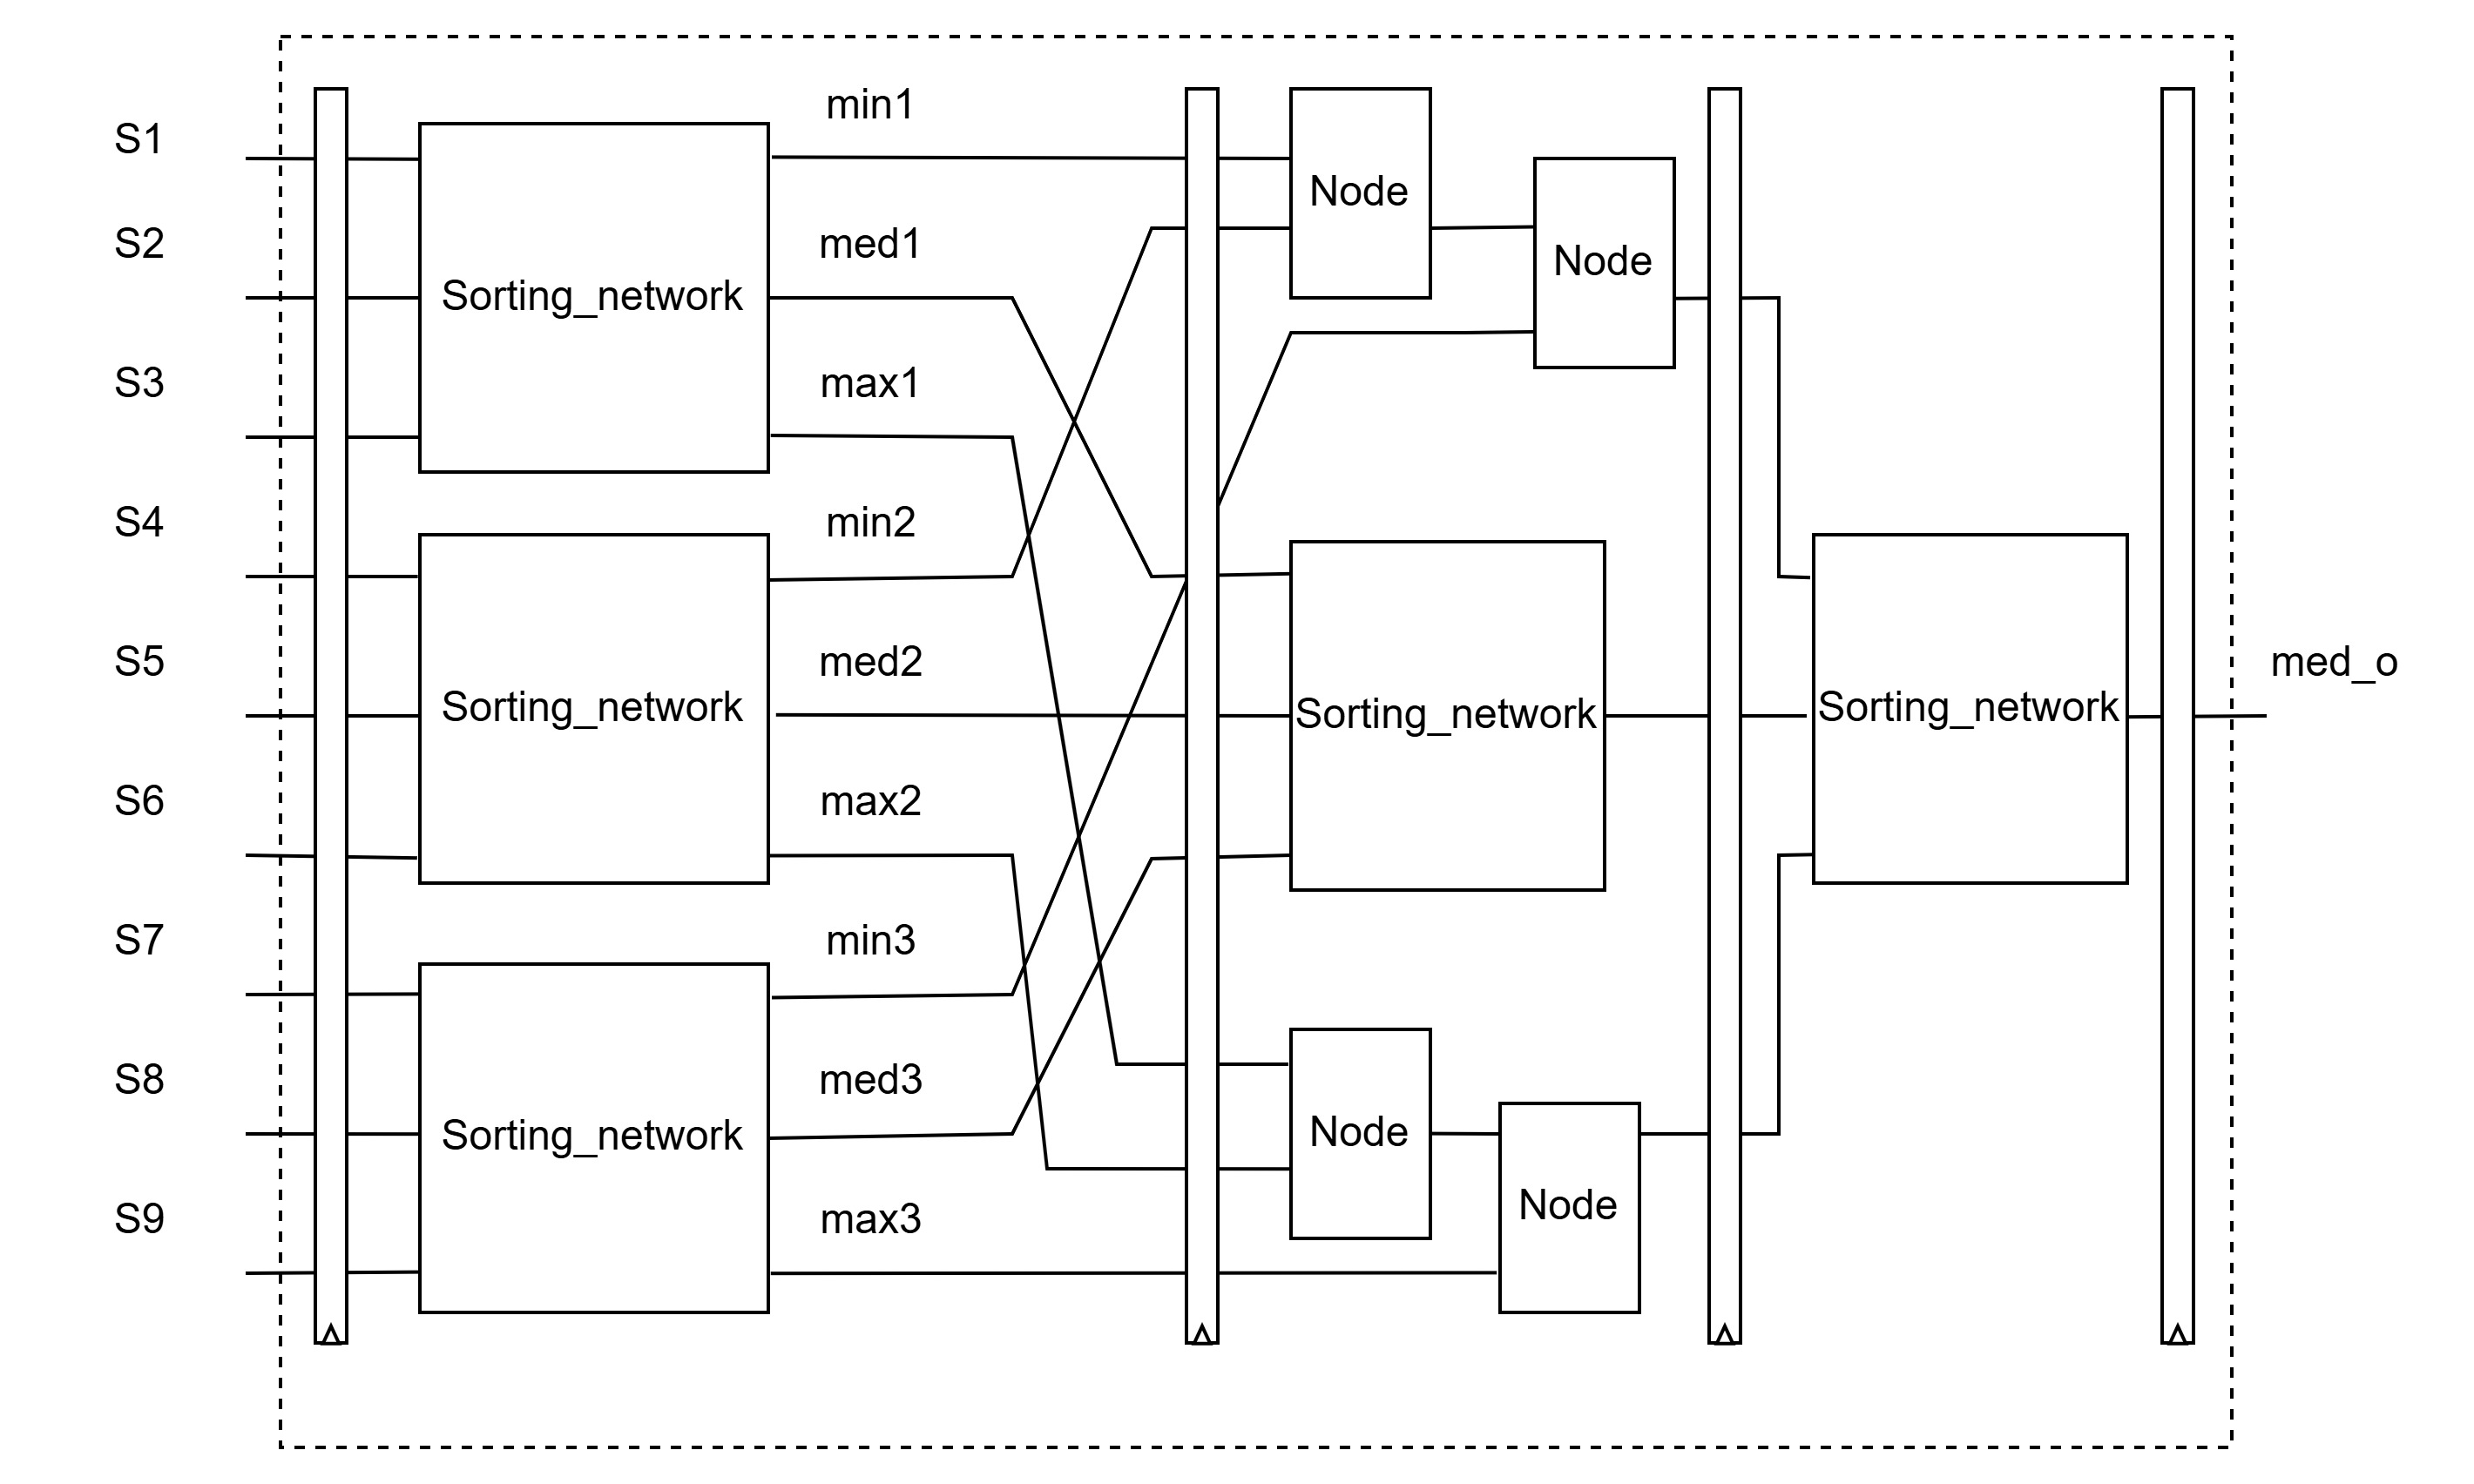 S1
S2
S3
S4
S5
S6
S7
S8
S9
Sorting_network
Sorting_network
Sorting_network
min1
med1
max1
min2
med2
max2
min3
med3
max3
Node
Node
Sorting_network
Node
Node
Sorting_network
med_o